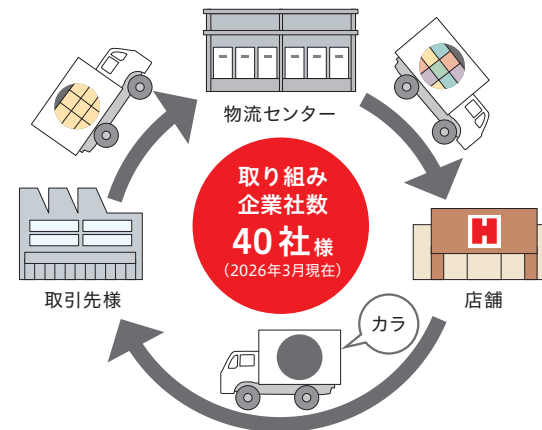 物流センター
取り組み
企業社数
40社様
(2026年3月現在)
取引先様
H
店舗
カラ